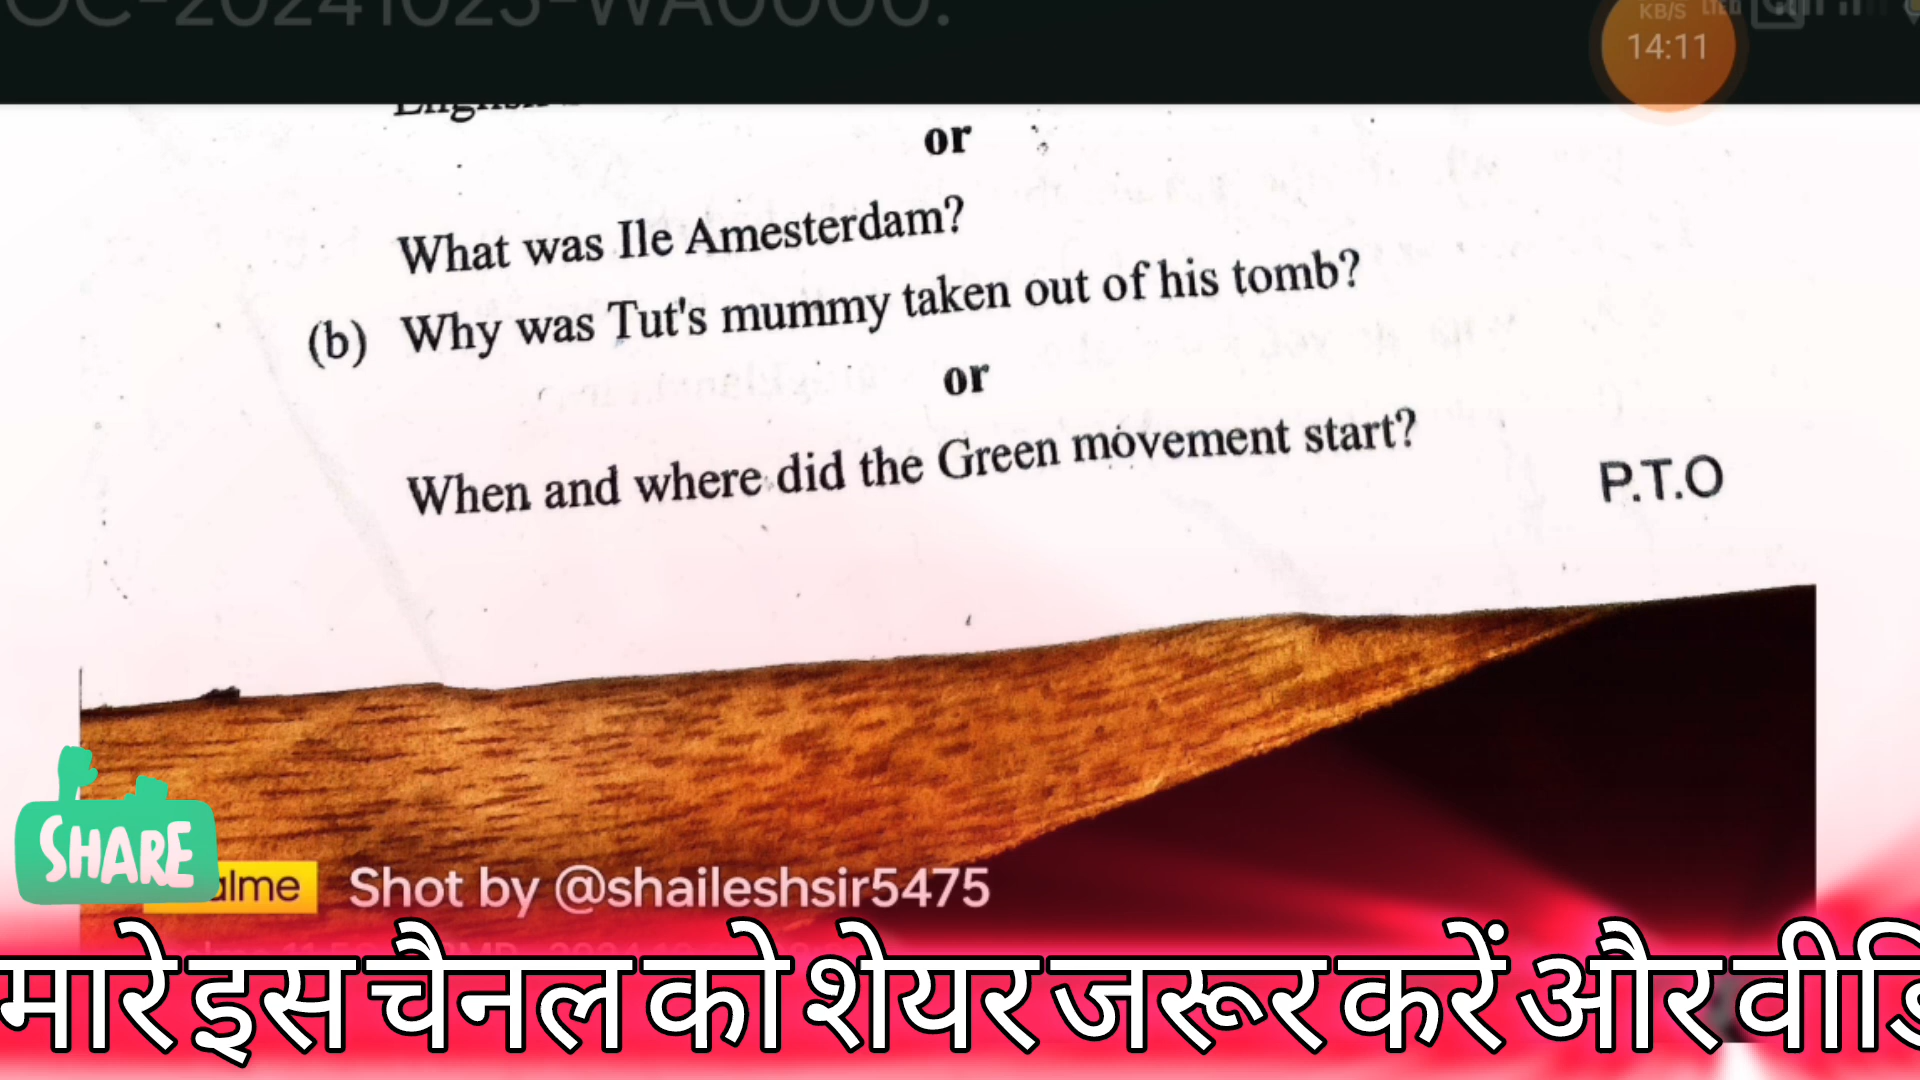 KB/S
14:11
or
What was Ile Amesterdam?
(b) Why was Tut's mummy taken out of his tomb?
or
When and where did the Green movement start?
P.T.O
SHARE
Shot by @shaileshsir5475
मारे इस चैनल को शेयर जरूर करें और